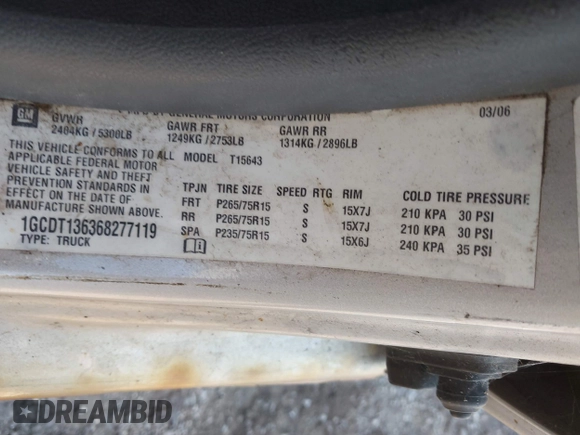 GM MFD BY GENERAL MOTORS CORPORATION 03/06
GVWR GAWR FRT GAWR RR
2404KG / 5300LB 1249KG / 2753LB 1314KG / 2896LB
THIS VEHICLE CONFORMS TO ALL MODEL T15643
APPLICABLE FEDERAL MOTOR
VEHICLE SAFETY AND THEFT
PREVENTION STANDARDS IN
EFFECT ON THE DATE OF
MANUFACTURE SHOWN ABOVE.
1GCDT136368277119
TYPE: TRUCK
TPJN TIRE SIZE SPEED RTG RIM COLD TIRE PRESSURE
FRT P265/75R15 S 15X7J 210 KPA 30 PSI
RR P265/75R15 S 15X7J 210 KPA 30 PSI
SPA P235/75R15 S 15X6J 240 KPA 35 PSI
DREAMBID